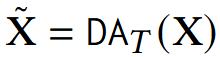 X̃ = DA_T(X)